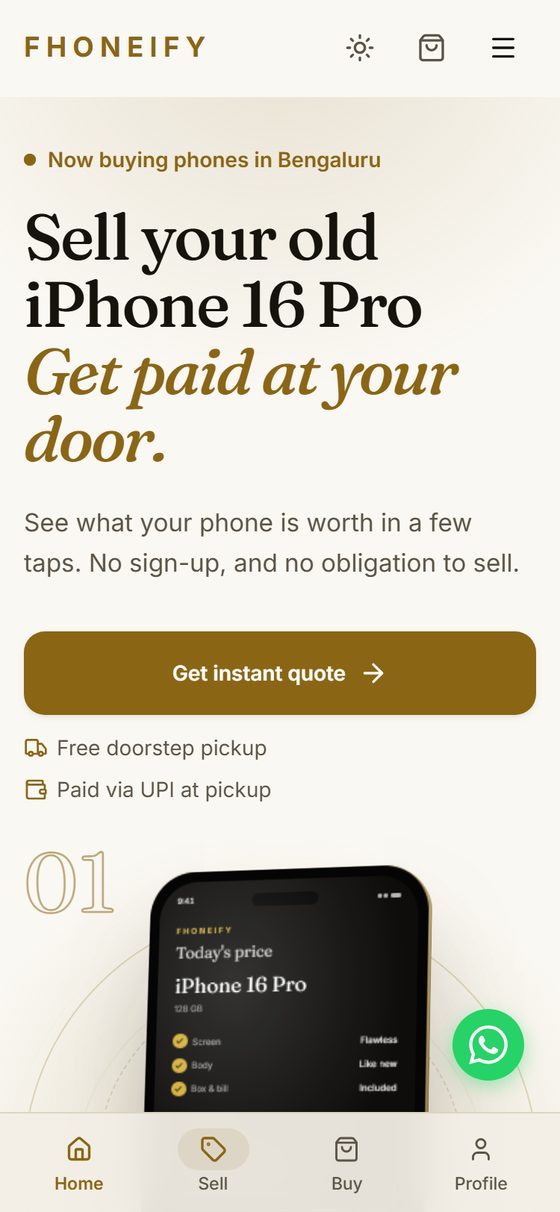 FHONEIFY
Now buying phones in Bengaluru
Sell your old
iPhone 16 Pro
Get paid at your
door.
See what your phone is worth in a few
taps. No sign-up, and no obligation to sell.
Get instant quote
Free doorstep pickup
Paid via UPI at pickup
01
9:41
FHONEIFY
Today's price
iPhone 16 Pro
128 GB
Screen Flawless
Body Like new
Box & bill Included
Home Sell Buy Profile